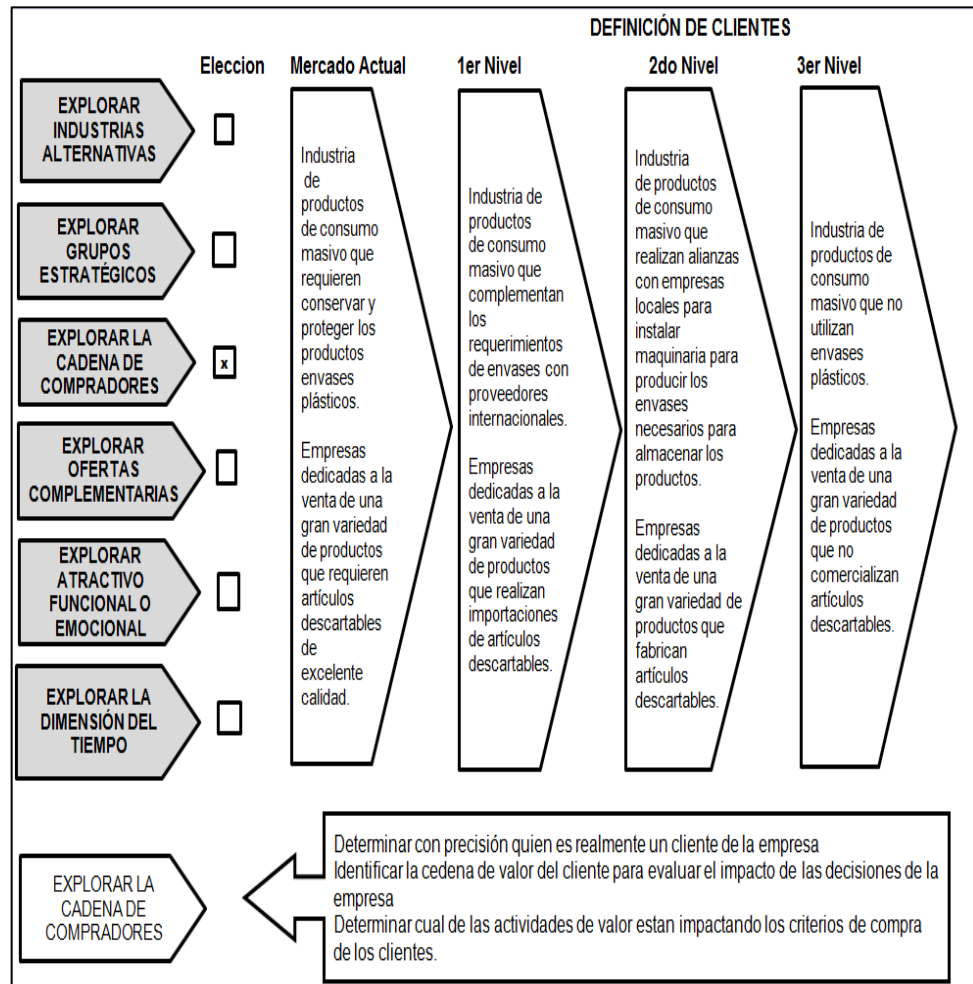 DEFINICIÓN DE CLIENTES
Eleccion
Mercado Actual
1er Nivel
2do Nivel
3er Nivel
EXPLORAR
INDUSTRIAS
ALTERNATIVAS
EXPLORAR
GRUPOS
ESTRATÉGICOS
EXPLORAR LA
CADENA DE
COMPRADORES
x
EXPLORAR
OFERTAS
COMPLEMENTARIAS
EXPLORAR
ATRACTIVO
FUNCIONAL O
EMOCIONAL
EXPLORAR LA
DIMENSIÓN DEL
TIEMPO
Industria
de
productos
de consumo
masivo que
requieren
conservar y
proteger los
productos
envases
plásticos.
Empresas
dedicadas a la
venta de una
gran variedad
de productos
que requieren
artículos
descartables
de
excelente
calidad.
Industria de
productos
de consumo
masivo que
complementan
los
requerimientos
de envases con
proveedores
internacionales.
Empresas
dedicadas a la
venta de una
gran variedad
de productos
que realizan
importaciones
de artículos
descartables.
Industria
de productos
de consumo
masivo que
realizan alianzas
con empresas
locales para
instalar
maquinaria para
producir los
envases
necesarios para
almacenar los
productos.
Empresas
dedicadas a la
venta de una
gran variedad de
productos que
fabrican
artículos
descartables.
Industria de
productos de
consumo
masivo que no
utilizan
envases
plásticos.
Empresas
dedicadas a la
venta de una
gran variedad
de productos
que no
comercializan
artículos
descartables.
EXPLORAR LA
CADENA DE
COMPRADORES
Determinar con precisión quien es realmente un cliente de la empresa
Identificar la cedena de valor del cliente para evaluar el impacto de las decisiones de la
empresa
Determinar cual de las actividades de valor estan impactando los criterios de compra
de los clientes.